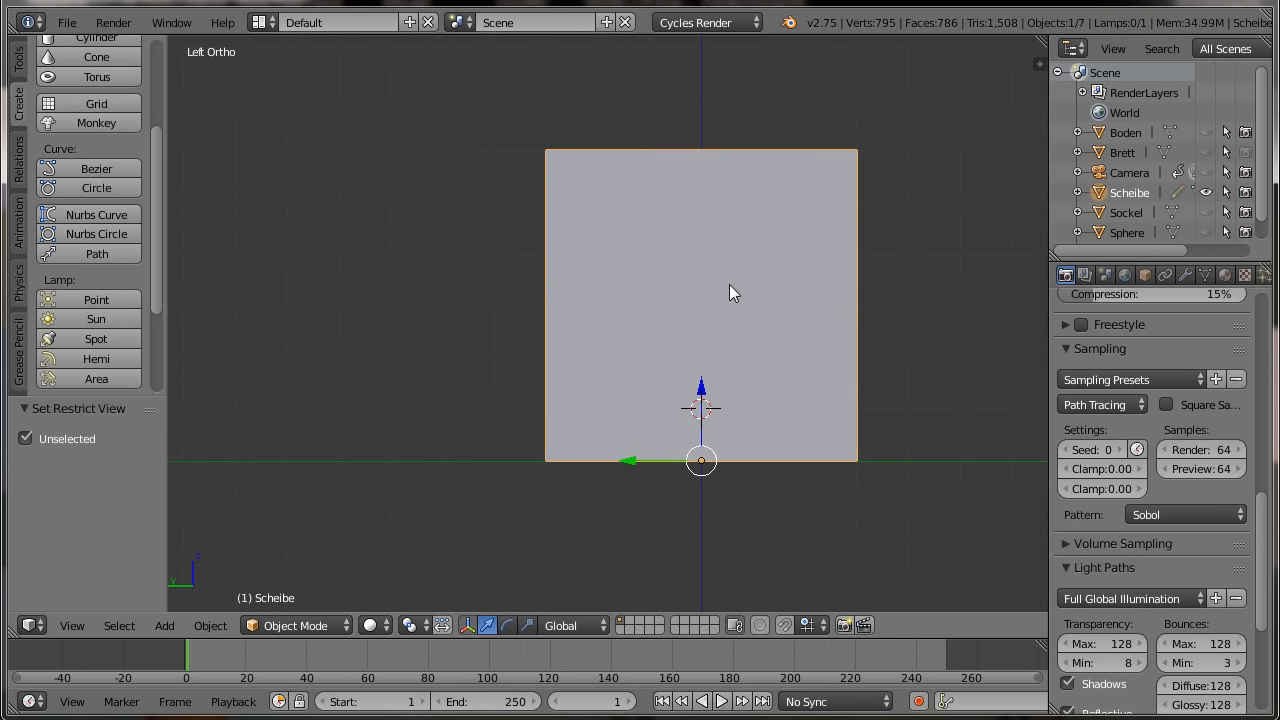 File Render Window Help Default Scene Cycles Render v2.75 | Verts:795 | Faces:786 | Tris:1,508 | Objects:1/7 | Lamps:0/1 | Mem:34.99M | Scheibe
Tools
Create
Relations
Animation
Physics
Grease Pencil
Cylinder
Cone
Torus
Grid
Monkey
Curve:
Bezier
Circle
Nurbs Curve
Nurbs Circle
Path
Lamp:
Point
Sun
Spot
Hemi
Area
Set Restrict View
Unselected
Left Ortho
z
y
(1) Scheibe
View Search All Scenes
Scene
RenderLayers
World
Boden
Brett
Camera
Scheibe
Sockel
Sphere
Compression: 15%
Freestyle
Sampling
Sampling Presets
Path Tracing Square Sa...
Settings: Samples:
Seed: 0 Render: 64
Clamp:0.00 Preview: 64
Clamp:0.00
Pattern: Sobol
Volume Sampling
Light Paths
Full Global Illumination
Transparency: Bounces:
Max: 128 Max: 128
Min: 8 Min: 3
Shadows Diffuse:128
Reflective Glossy:128
View Select Add Object Object Mode Global
-40 -20 0 20 40 60 80 100 120 140 160 180 200 220 240 260
View Marker Frame Playback Start: 1 End: 250 1 No Sync